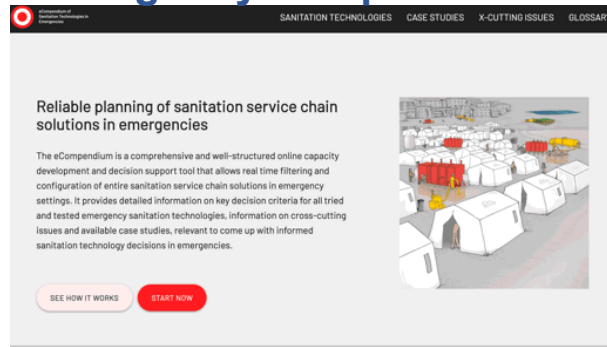 eCompendium of
Sanitation Technologies in
Emergencies
SANITATION TECHNOLOGIES CASE STUDIES X-CUTTING ISSUES GLOSSAR
Reliable planning of sanitation service chain
solutions in emergencies
The eCompendium is a comprehensive and well-structured online capacity
development and decision support tool that allows real time filtering and
configuration of entire sanitation service chain solutions in emergency
settings. It provides detailed information on key decision criteria for all tried
and tested emergency sanitation technologies, information on cross-cutting
issues and available case studies, relevant to come up with informed
sanitation technology decisions in emergencies.
SEE HOW IT WORKS START NOW